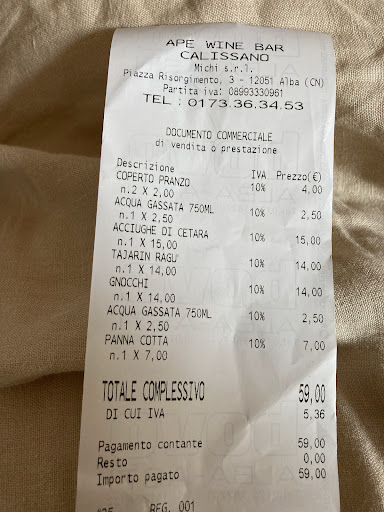 APE WINE BAR
CALISSANO
Michi s.r.l.
Piazza Risorgimento, 3 - 12051 Alba (CN)
Partita iva: 08993330961
TEL : 0173.36.34.53
DOCUMENTO COMMERCIALE
di vendita o prestazione
Descrizione IVA Prezzo(€)
COPERTO PRANZO 10% 4,00
n.2 X 2,00
ACQUA GASSATA 750ML 10% 2,50
n.1 X 2,50
ACCIUGHE DI CETARA 10% 15,00
n.1 X 15,00
TAJARIN RAGU' 10% 14,00
n.1 X 14,00
GNOCCHI 10% 14,00
n.1 X 14,00
ACQUA GASSATA 750ML 10% 2,50
n.1 X 2,50
PANNA COTTA 10% 7,00
n.1 X 7,00
TOTALE COMPLESSIVO 59,00
DI CUI IVA 5,36
Pagamento contante 59,00
Resto 0,00
Importo pagato 59,00
REG. 001